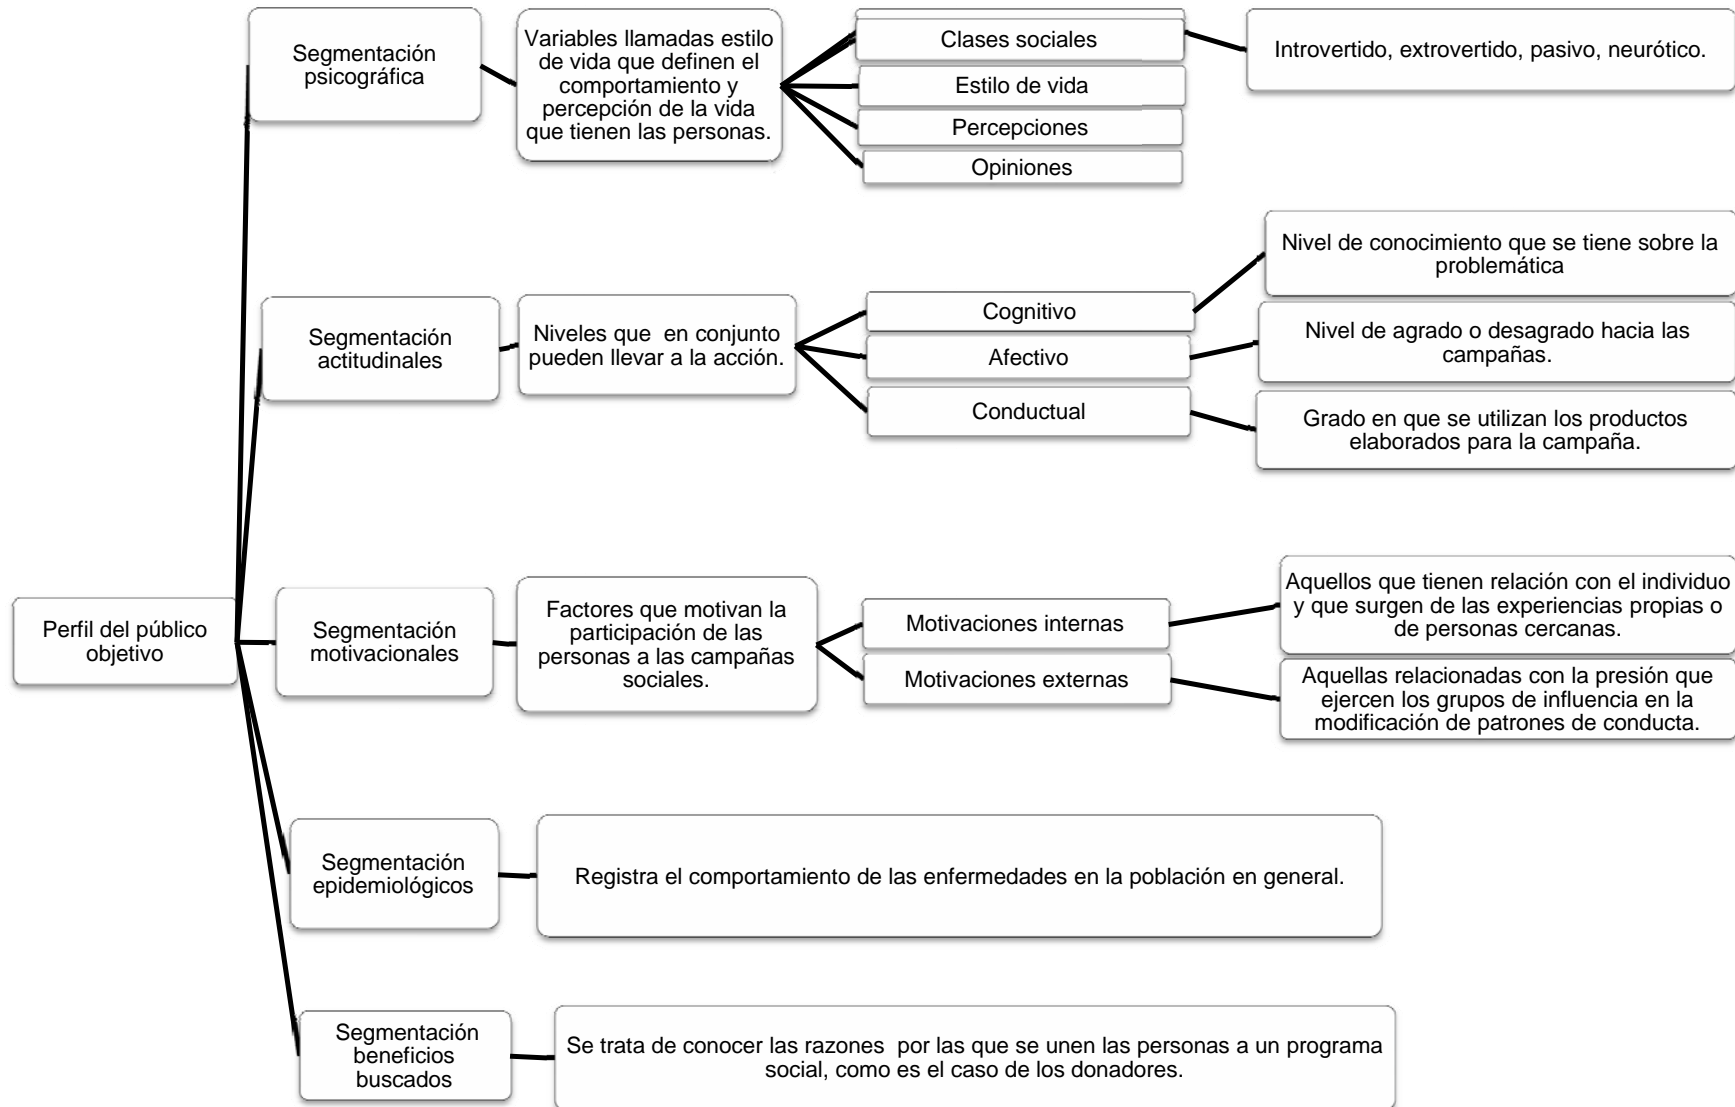 Segmentación
psicográfica
Variables llamadas estilo
de vida que definen el
comportamiento y
percepción de la vida
que tienen las personas.
Clases sociales
Estilo de vida
Percepciones
Opiniones
Introvertido, extrovertido, pasivo, neurótico.
Segmentación
actitudinales
Niveles que en conjunto
pueden llevar a la acción.
Cognitivo
Afectivo
Conductual
Nivel de conocimiento que se tiene sobre la
problemática
Nivel de agrado o desagrado hacia las
campañas.
Grado en que se utilizan los productos
elaborados para la campaña.
Perfil del público
objetivo
Segmentación
motivacionales
Factores que motivan la
participación de las
personas a las campañas
sociales.
Motivaciones internas
Motivaciones externas
Aquellos que tienen relación con el individuo
y que surgen de las experiencias propias o
de personas cercanas.
Aquellas relacionadas con la presión que
ejercen los grupos de influencia en la
modificación de patrones de conducta.
Segmentación
epidemiológicos
Registra el comportamiento de las enfermedades en la población en general.
Segmentación
beneficios
buscados
Se trata de conocer las razones por las que se unen las personas a un programa
social, como es el caso de los donadores.